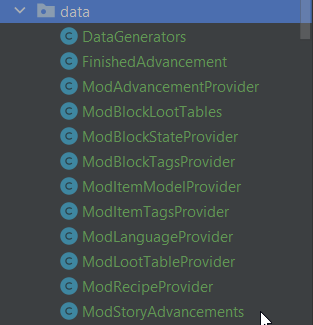 data
DataGenerators
FinishedAdvancement
ModAdvancementProvider
ModBlockLootTables
ModBlockStateProvider
ModBlockTagsProvider
ModItemModelProvider
ModItemTagsProvider
ModLanguageProvider
ModLootTableProvider
ModRecipeProvider
ModStoryAdvancements